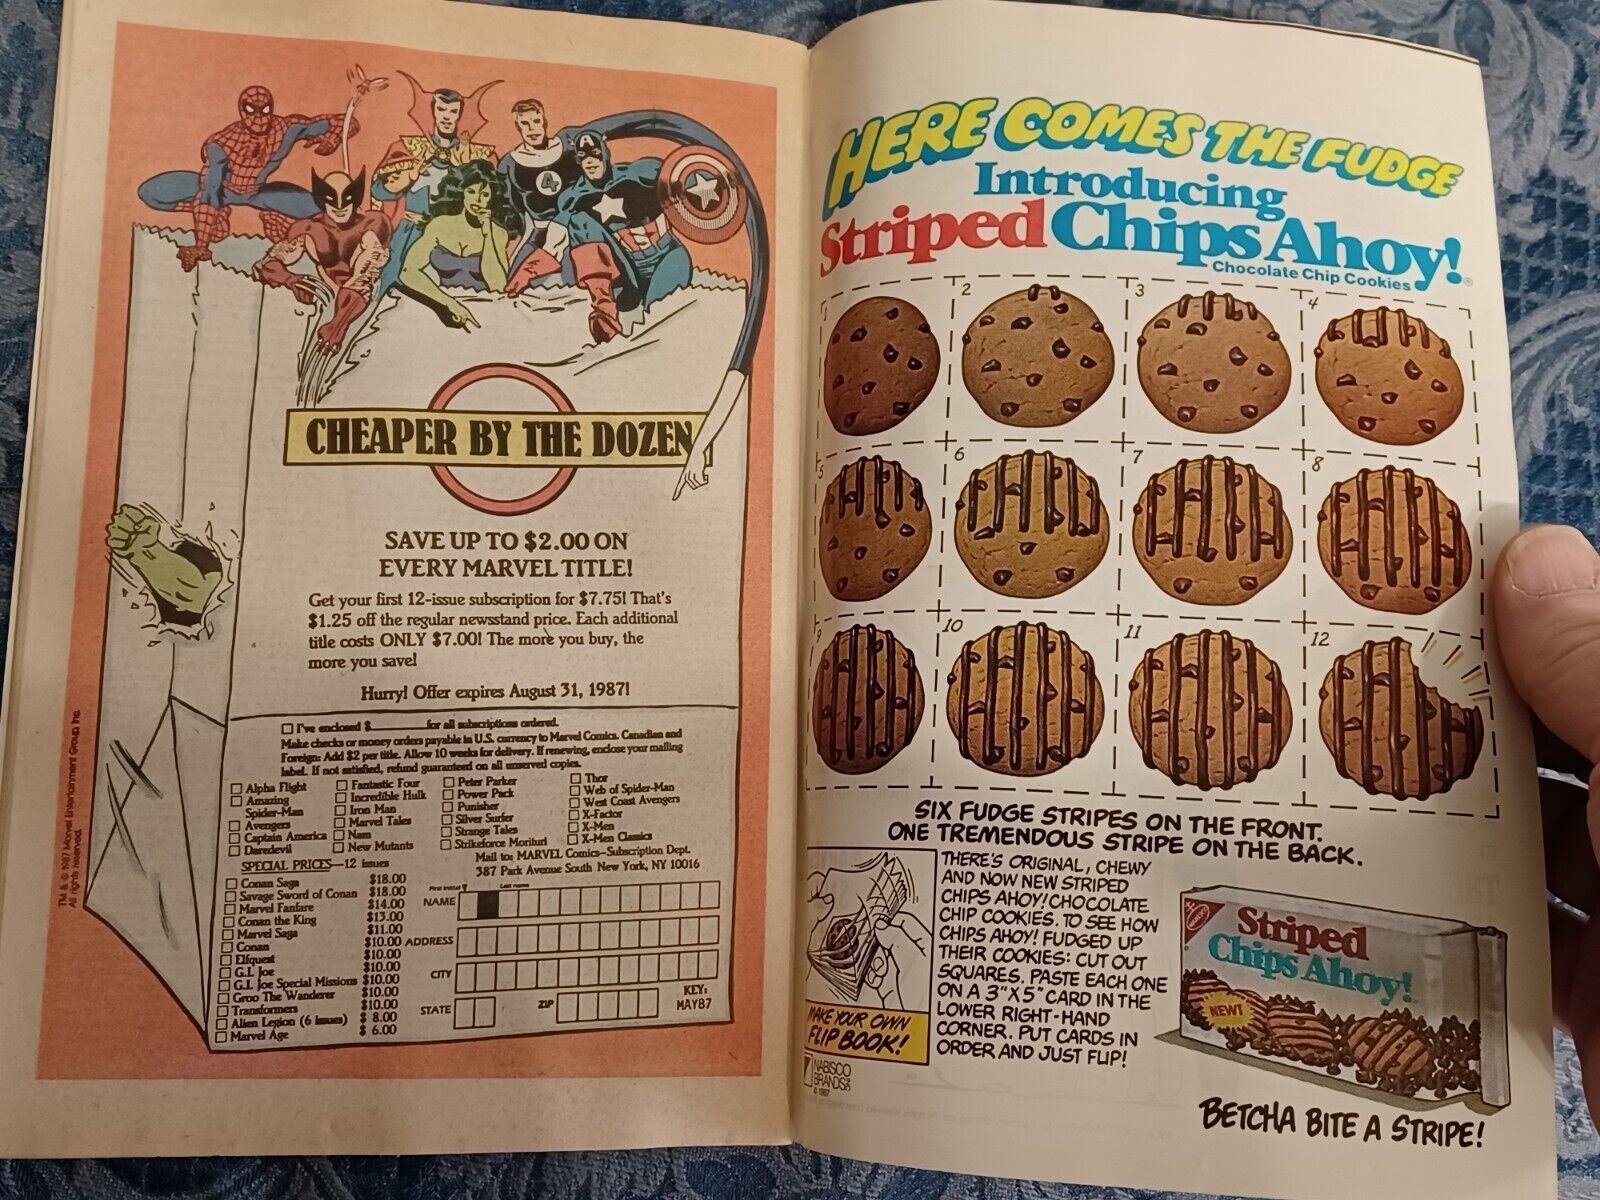 4
A
CHEAPER BY THE DOZEN
SAVE UP TO $2.00 ON
EVERY MARVEL TITLE!
Get your first 12-issue subscription for $7.75! That's
$1.25 off the regular newsstand price. Each additional
title costs ONLY $7.00! The more you buy, the
more you save!
Hurry! Offer expires August 31, 1987!
I've enclosed $ for all subscriptions ordered.
Make checks or money orders payable in U.S. currency to Marvel Comics. Canadian and
Foreign: Add $2 per title. Allow 10 weeks for delivery. If renewing, enclose your mailing
label. If not satisfied, refund guaranteed on all unserved copies.
Alpha Flight
Amazing
Spider-Man
Avengers
Captain America
Daredevil
Fantastic Four
Incredible Hulk
Iron Man
Marvel Tales
Nam
New Mutants
Peter Parker
Power Pack
Punisher
Silver Surfer
Strange Tales
Strikeforce Morituri
Thor
Web of Spider-Man
West Coast Avengers
X-Factor
X-Men
X-Men Classics
SPECIAL PRICES—12 issues
Conan Saga $18.00
Savage Sword of Conan $18.00
Marvel Fanfare $14.00
Conan the King $13.00
Marvel Saga $11.00
Conan $10.00
Elfquest $10.00
G.I. Joe $10.00
G.I. Joe Special Missions $10.00
Groo The Wanderer $10.00
Transformers $10.00
Alien Legion (6 issues) $ 8.00
Marvel Age $ 6.00
Mail to: MARVEL Comics—Subscription Dept.
387 Park Avenue South New York, NY 10016
First initial Last name
NAME
ADDRESS
CITY
STATE ZIP
KEY:
MAY87
TM & © 1987 Marvel Entertainment Group, Inc.
All rights reserved.
HERE COMES THE FUDGE
Introducing
Striped Chips Ahoy!
Chocolate Chip Cookies
1 2 3 4
5 6 7 8
9 10 11 12
SIX FUDGE STRIPES ON THE FRONT.
ONE TREMENDOUS STRIPE ON THE BACK.
THERE'S ORIGINAL, CHEWY
AND NOW NEW STRIPED
CHIPS AHOY! CHOCOLATE
CHIP COOKIES. TO SEE HOW
CHIPS AHOY! FUDGED UP
THEIR COOKIES: CUT OUT
SQUARES. PASTE EACH ONE
ON A 3"X5" CARD IN THE
LOWER RIGHT-HAND
CORNER. PUT CARDS IN
ORDER AND JUST FLIP!
MAKE YOUR OWN
FLIP BOOK!
NABISCO
BRANDS
© 1987
NABISCO
Striped
Chips Ahoy!
NEW!
BETCHA BITE A STRIPE!